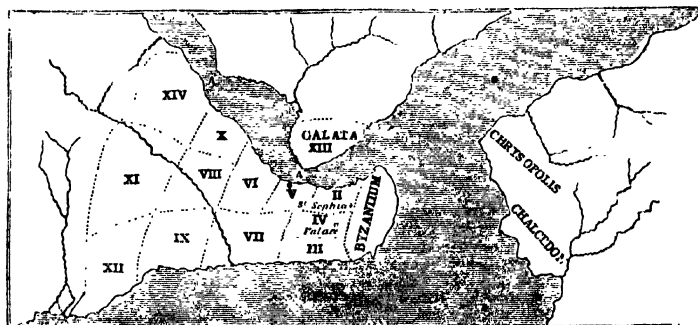 XIV
GALATA
XIII
A
X
XI
VIII
VI
A
II
St Sophia
IV
Palace
IX
VII
III
XII
BYZANTIUM
CHRYSOPOLIS
CHALCEDON